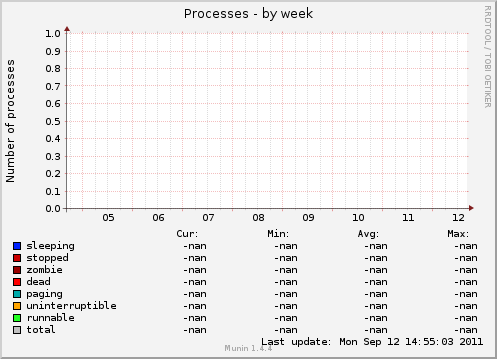 Processes - by week
RRDTOOL / TOBI OETIKER
Number of processes
1.0
0.9
0.8
0.7
0.6
0.5
0.4
0.3
0.2
0.1
0.0
05 06 07 08 09 10 11 12
Cur: Min: Avg: Max:
sleeping -nan -nan -nan -nan
stopped -nan -nan -nan -nan
zombie -nan -nan -nan -nan
dead -nan -nan -nan -nan
paging -nan -nan -nan -nan
uninterruptible -nan -nan -nan -nan
runnable -nan -nan -nan -nan
total -nan -nan -nan -nan
Last update: Mon Sep 12 14:55:03 2011
Munin 1.4.4